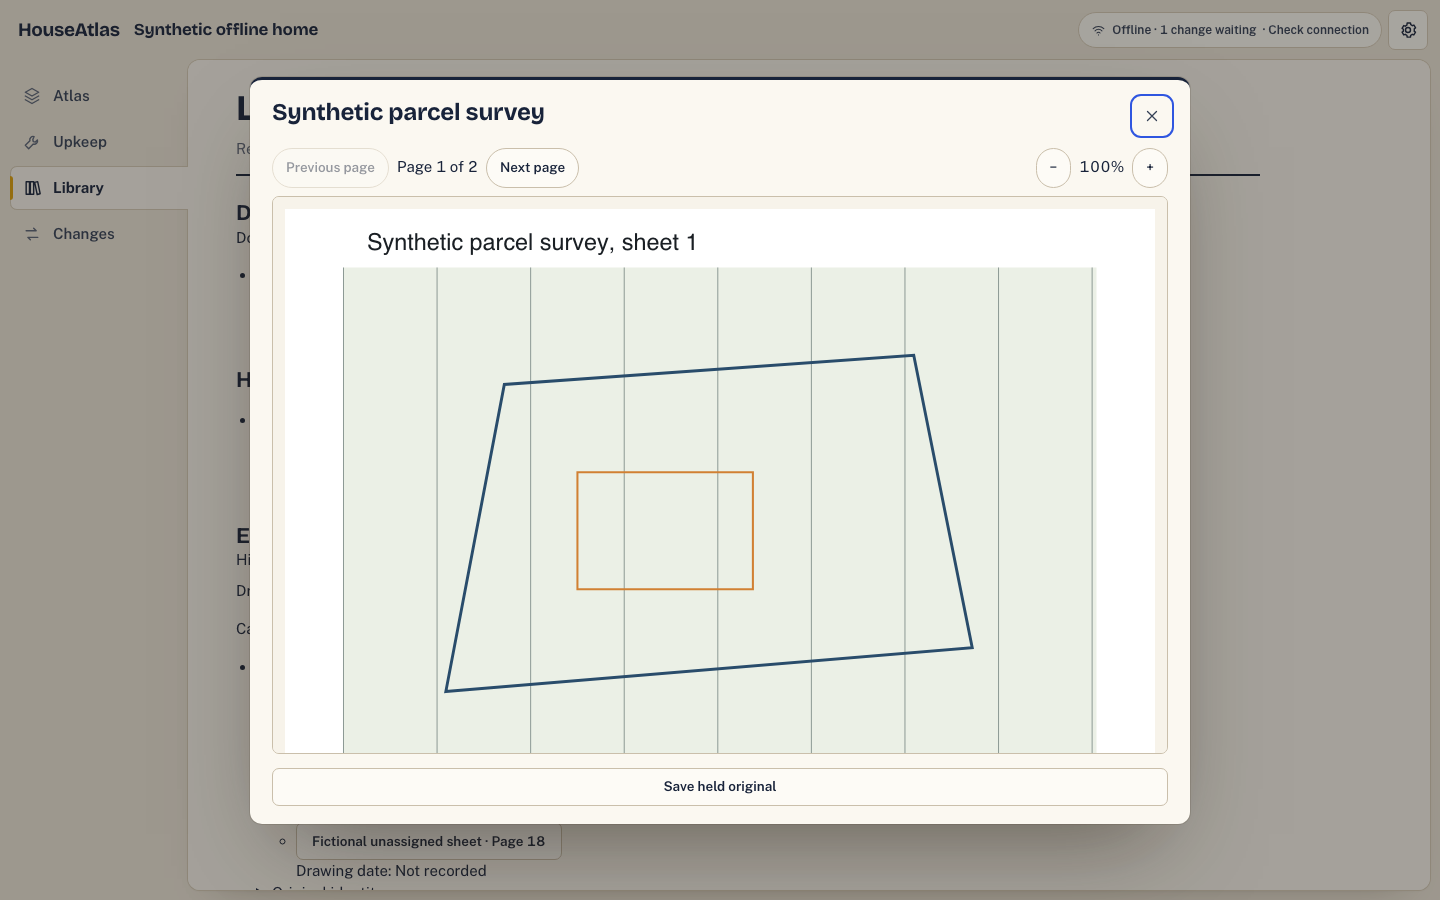 HouseAtlas Synthetic offline home
Offline · 1 change waiting · Check connection
Atlas
Upkeep
Library
Changes
Synthetic parcel survey
Previous page Page 1 of 2 Next page
− 100% +
Synthetic parcel survey, sheet 1
Save held original
Fictional unassigned sheet · Page 18
Drawing date: Not recorded